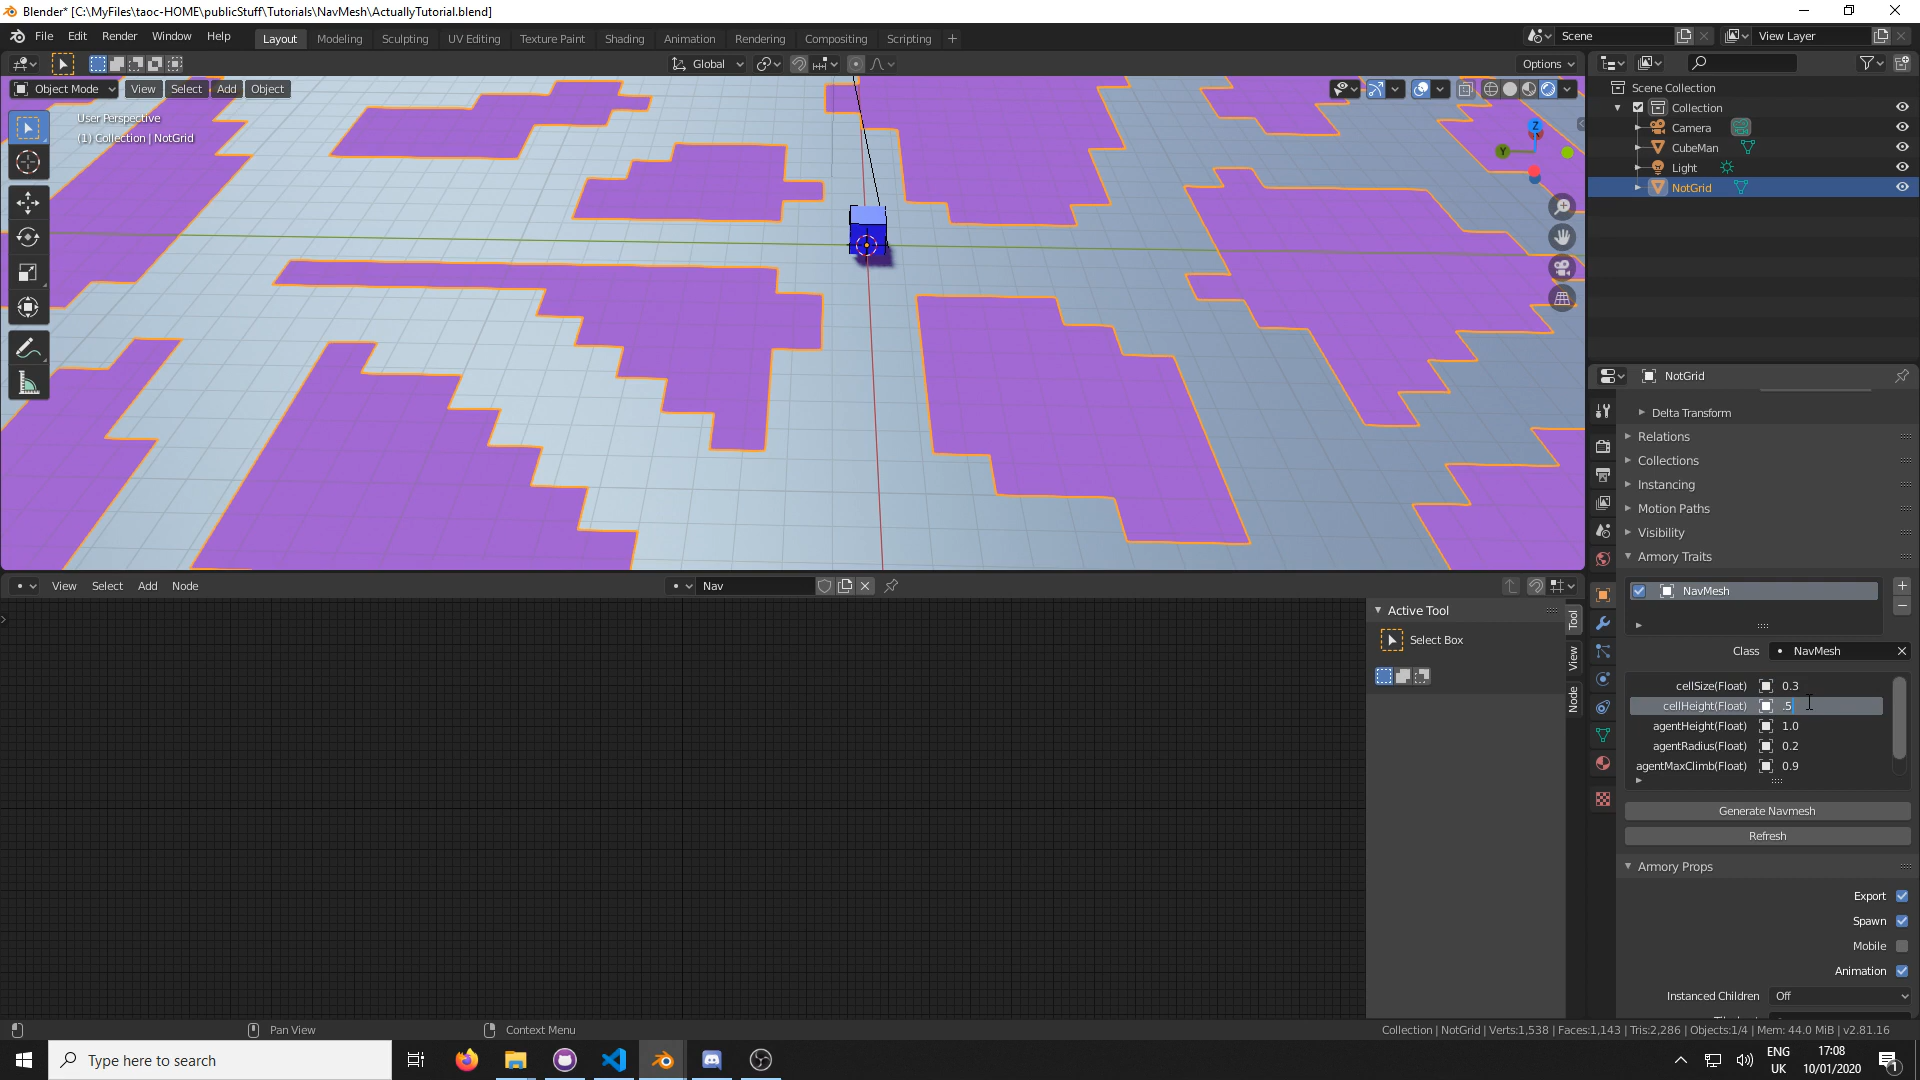 Blender* [C:\MyFiles\taoc-HOME\publicStuff\Tutorials\NavMesh\ActuallyTutorial.blend]
File Edit Render Window Help Layout Modeling Sculpting UV Editing Texture Paint Shading Animation Rendering Compositing Scripting + Scene View Layer
Global Options
Object Mode View Select Add Object
User Perspective
(1) Collection | NotGrid
Z
Y
Scene Collection
Collection
Camera
CubeMan
Light
NotGrid
NotGrid
Delta Transform
Relations
Collections
Instancing
Motion Paths
Visibility
Armory Traits
NavMesh
Class NavMesh
cellSize(Float) 0.3
cellHeight(Float) .5
agentHeight(Float) 1.0
agentRadius(Float) 0.2
agentMaxClimb(Float) 0.9
Generate Navmesh
Refresh
Armory Props
Export
Spawn
Mobile
Animation
Instanced Children Off
View Select Add Node Nav
Active Tool
Select Box
Tool
View
Node
Pan View Context Menu
Collection | NotGrid | Verts:1,538 | Faces:1,143 | Tris:2,286 | Objects:1/4 | Mem: 44.0 MiB | v2.81.16
Type here to search
ENG
UK
17:08
10/01/2020
1